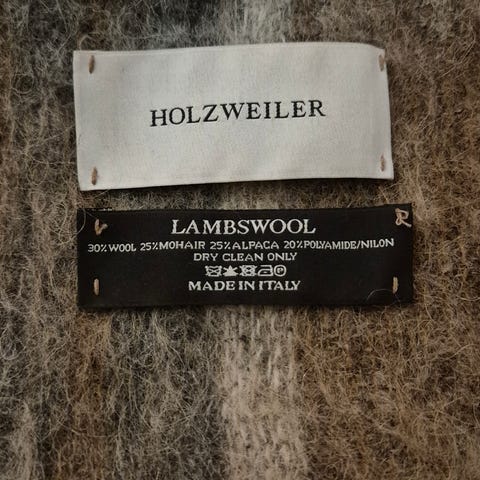 HOLZWEILER
LAMBSWOOL
30% WOOL 25% MOHAIR 25% ALPACA 20% POLYAMIDE/NILON
DRY CLEAN ONLY
MADE IN ITALY